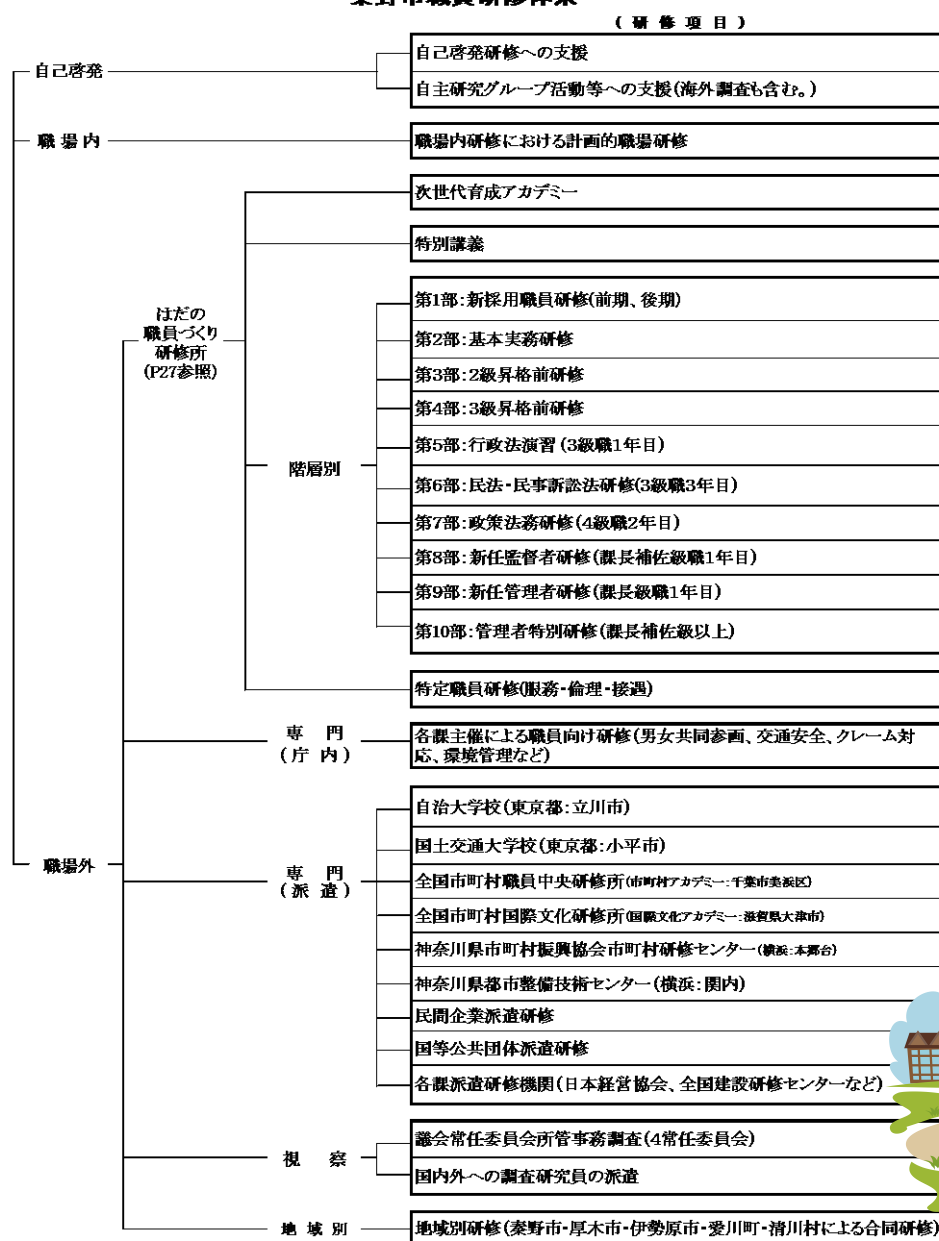 秦野市職員研修体系
(研修項目)
自己啓発
自己啓発研修への支援
自主研究グループ活動等への支援(海外調査も含む。)
職場内
職場内研修における計画的職場研修
職場外
はだの
職員づくり
研修所
(P27参照)
次世代育成アカデミー
特別講義
階層別
第1部:新採用職員研修(前期、後期)
第2部:基本実務研修
第3部:2級昇格前研修
第4部:3級昇格前研修
第5部:行政法演習(3級職1年目)
第6部:民法・民事訴訟法研修(3級職3年目)
第7部:政策法務研修(4級職2年目)
第8部:新任監督者研修(課長補佐級職1年目)
第9部:新任管理者研修(課長級職1年目)
第10部:管理者特別研修(課長補佐級以上)
特定職員研修(服務・倫理・接遇)
専門
(庁内)
各課主催による職員向け研修(男女共同参画、交通安全、クレーム対
応、環境管理など)
専門
(派遣)
自治大学校(東京都:立川市)
国土交通大学校(東京都:小平市)
全国市町村職員中央研修所(市町村アカデミー:千葉市美浜区)
全国市町村国際文化研修所(国際文化アカデミー:滋賀県大津市)
神奈川県市町村振興協会市町村研修センター(横浜:本郷台)
神奈川県都市整備技術センター(横浜:関内)
民間企業派遣研修
国等公共団体派遣研修
各課派遣研修機関(日本経営協会、全国建設研修センターなど)
視察
議会常任委員会所管事務調査(4常任委員会)
国内外への調査研究員の派遣
地域別
地域別研修(秦野市・厚木市・伊勢原市・愛川町・清川村による合同研修)